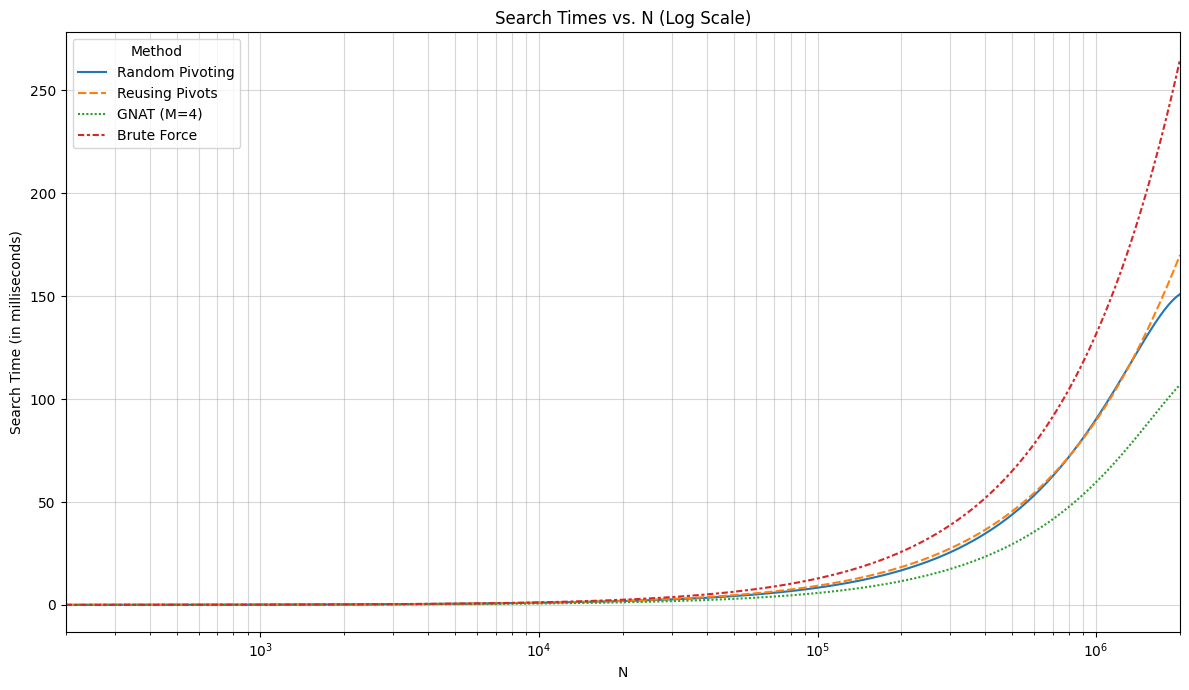 Search Times vs. N (Log Scale)
Method
Random Pivoting
Reusing Pivots
GNAT (M=4)
Brute Force
Search Time (in milliseconds)
250
200
150
100
50
0
10³
10⁴
10⁵
10⁶
N